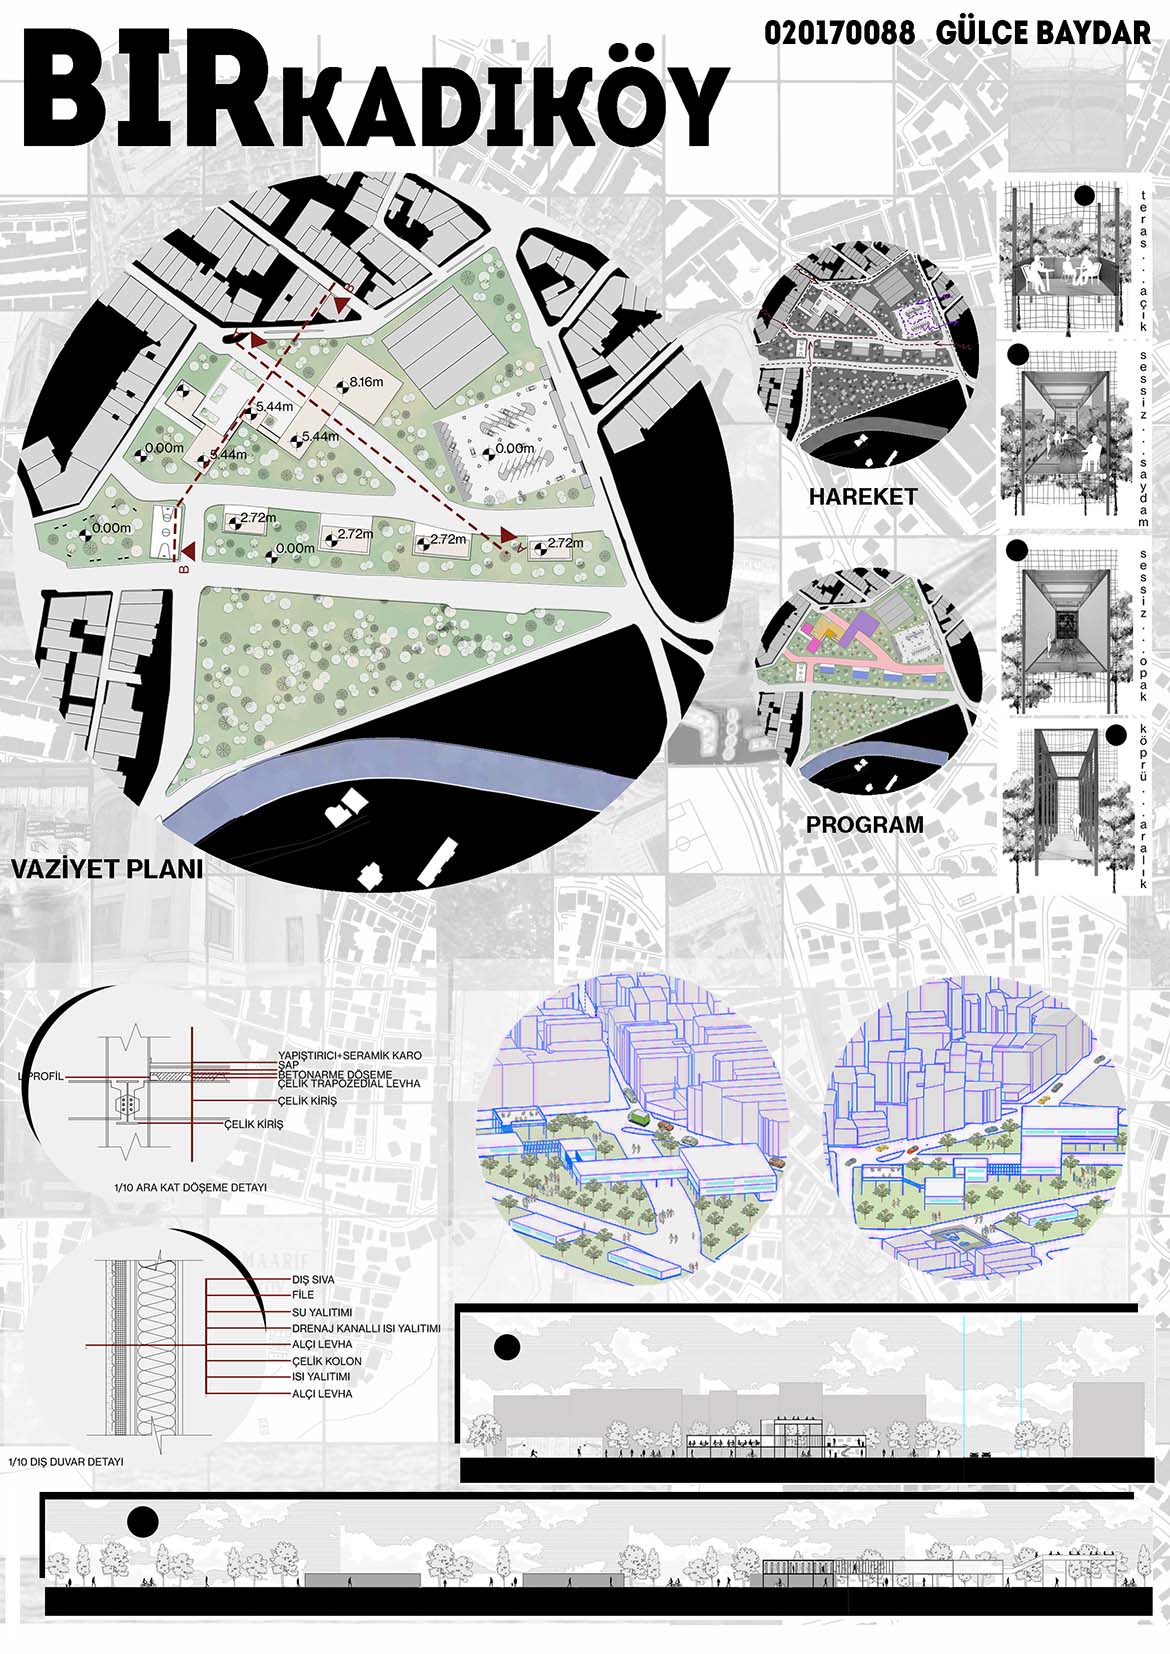 020170088 GÜLCE BAYDAR
BIRKADIKÖY
8.16m
5.44m
5.44m
0.00m
5.44m
0.00m
0.00m
2.72m
0.00m
2.72m
2.72m
2.72m
A
B
B
VAZİYET PLANI
HAREKET
PROGRAM
teras...açık
sessiz...saydam
sessiz...opak
köprü...aralık
L PROFİL
YAPIŞTIRICI+SERAMİK KARO
ŞAP
BETONARME DÖŞEME
ÇELİK TRAPOZEDİAL LEVHA
ÇELİK KİRİŞ
ÇELİK KİRİŞ
1/10 ARA KAT DÖŞEME DETAYI
MAARİF
DIŞ SIVA
FİLE
SU YALITIMI
DRENAJ KANALLI ISI YALITIMI
ALÇI LEVHA
ÇELİK KOLON
ISI YALITIMI
ALÇI LEVHA
1/10 DIŞ DUVAR DETAYI